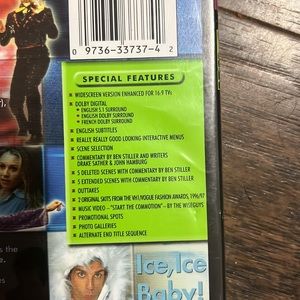 0 9736-33737-4 2
SPECIAL FEATURES
• WIDESCREEN VERSION ENHANCED FOR 16:9 TVs
• DOLBY DIGITAL
• ENGLISH 5.1 SURROUND
• ENGLISH DOLBY SURROUND
• FRENCH DOLBY SURROUND
• ENGLISH SUBTITLES
• REALLY, REALLY GOOD LOOKING INTERACTIVE MENUS
• SCENE SELECTION
• COMMENTARY BY BEN STILLER AND WRITERS
DRAKE SATHER & JOHN HAMBURG
• 5 DELETED SCENES WITH COMMENTARY BY BEN STILLER
• 5 EXTENDED SCENES WITH COMMENTARY BY BEN STILLER
• OUTTAKES
• 2 ORIGINAL SKITS FROM THE VH1/VOGUE FASHION AWARDS, 1996/97
• MUSIC VIDEO – "START THE COMMOTION" – BY THE WISEGUYS
• PROMOTIONAL SPOTS
• PHOTO GALLERIES
• ALTERNATE END TITLE SEQUENCE
s the
e.
es
Ice, Ice
Baby!